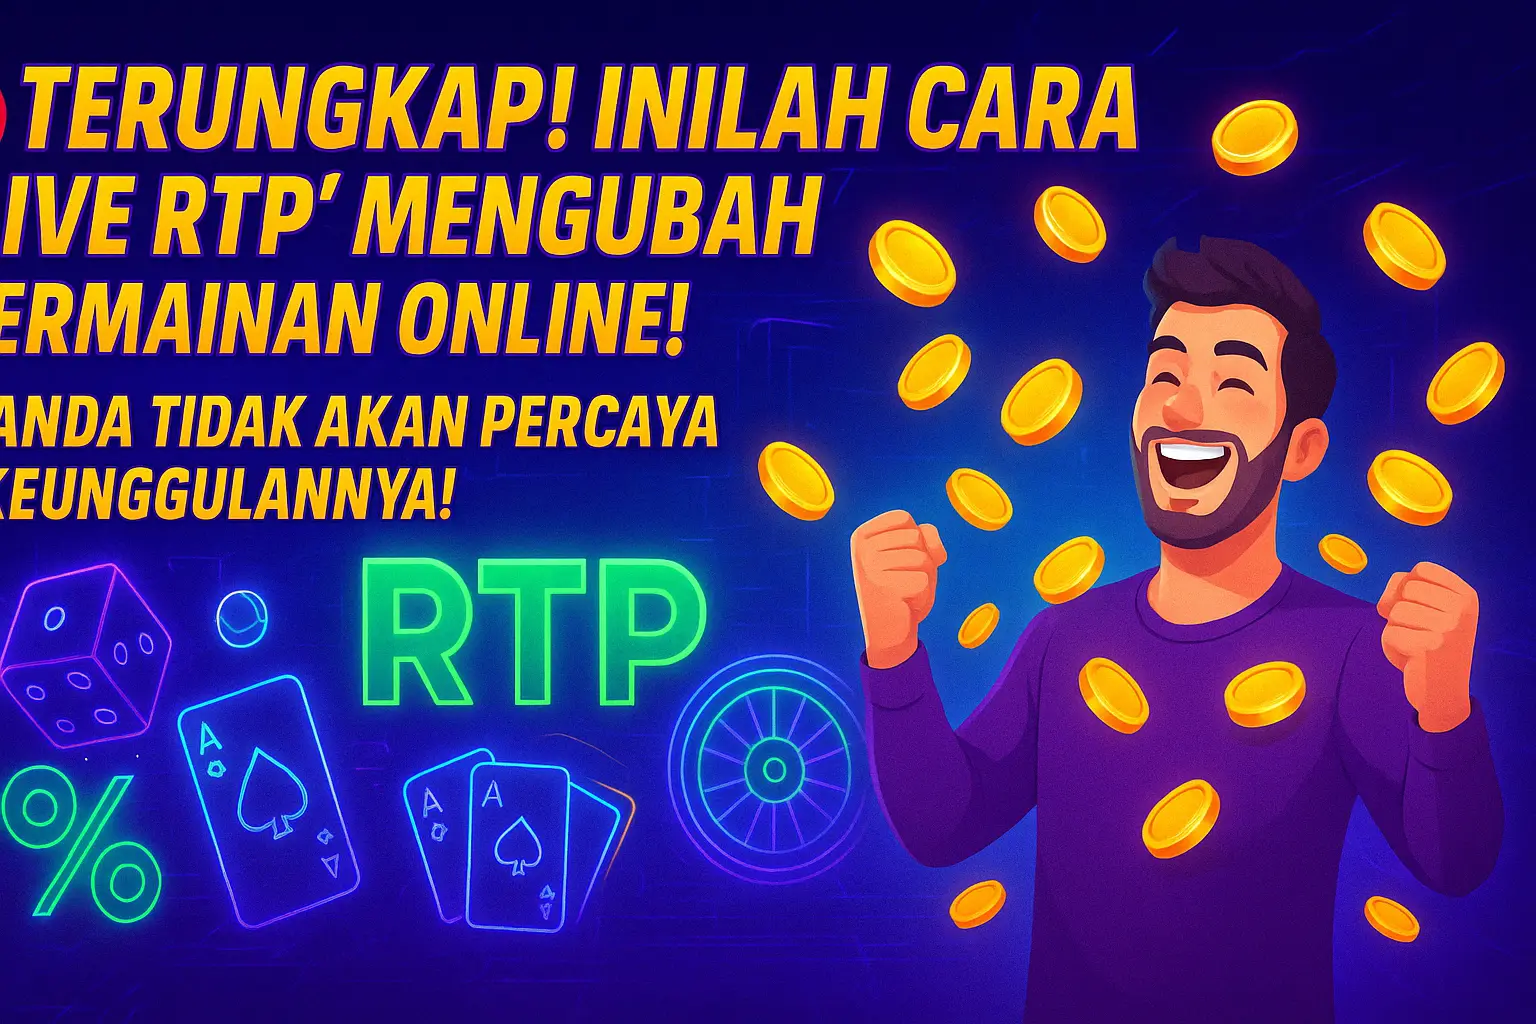 TERUNGKAP! INILAH CARA
IVE RTP’ MENGUBAH
ERMAINAN ONLINE!
ANDA TIDAK AKAN PERCAYA
KEUNGGULANNYA!
RTP
%
A
A
A
A